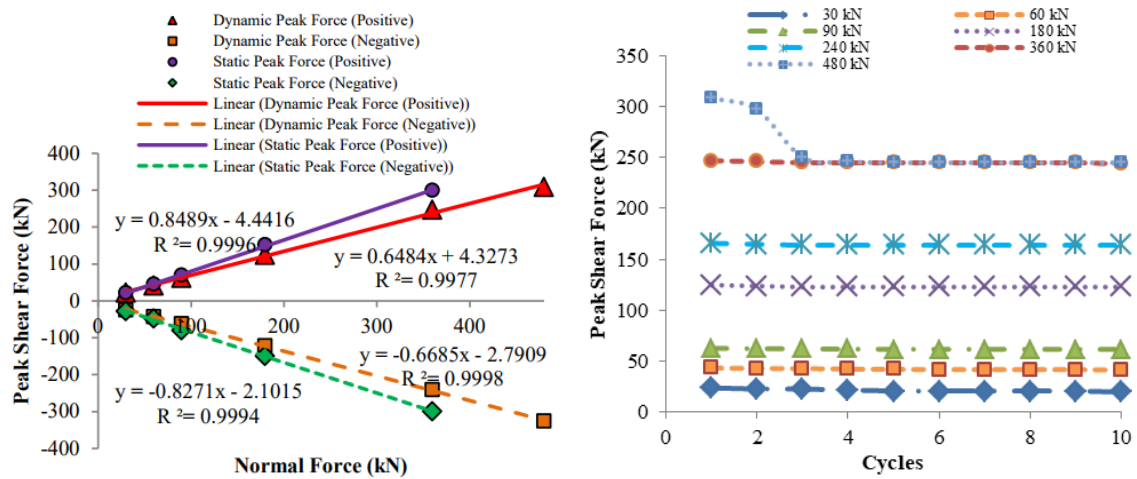 Dynamic Peak Force (Positive)
Dynamic Peak Force (Negative)
Static Peak Force (Positive)
Static Peak Force (Negative)
Linear (Dynamic Peak Force (Positive))
Linear (Dynamic Peak Force (Negative))
Linear (Static Peak Force (Positive))
Linear (Static Peak Force (Negative))
400
300
200
100
0
-100
-200
-300
-400
Peak Shear Force (kN)
0
100
200
300
400
Normal Force (kN)
y = 0.8489x - 4.4416
R ²= 0.9996
y = 0.6484x + 4.3273
R ²= 0.9977
y = -0.6685x - 2.7909
R ²= 0.9998
y = -0.8271x - 2.1015
R ²= 0.9994
30 kN
60 kN
90 kN
180 kN
240 kN
360 kN
480 kN
350
300
250
200
150
100
50
0
Peak Shear Force (kN)
0
2
4
6
8
10
Cycles